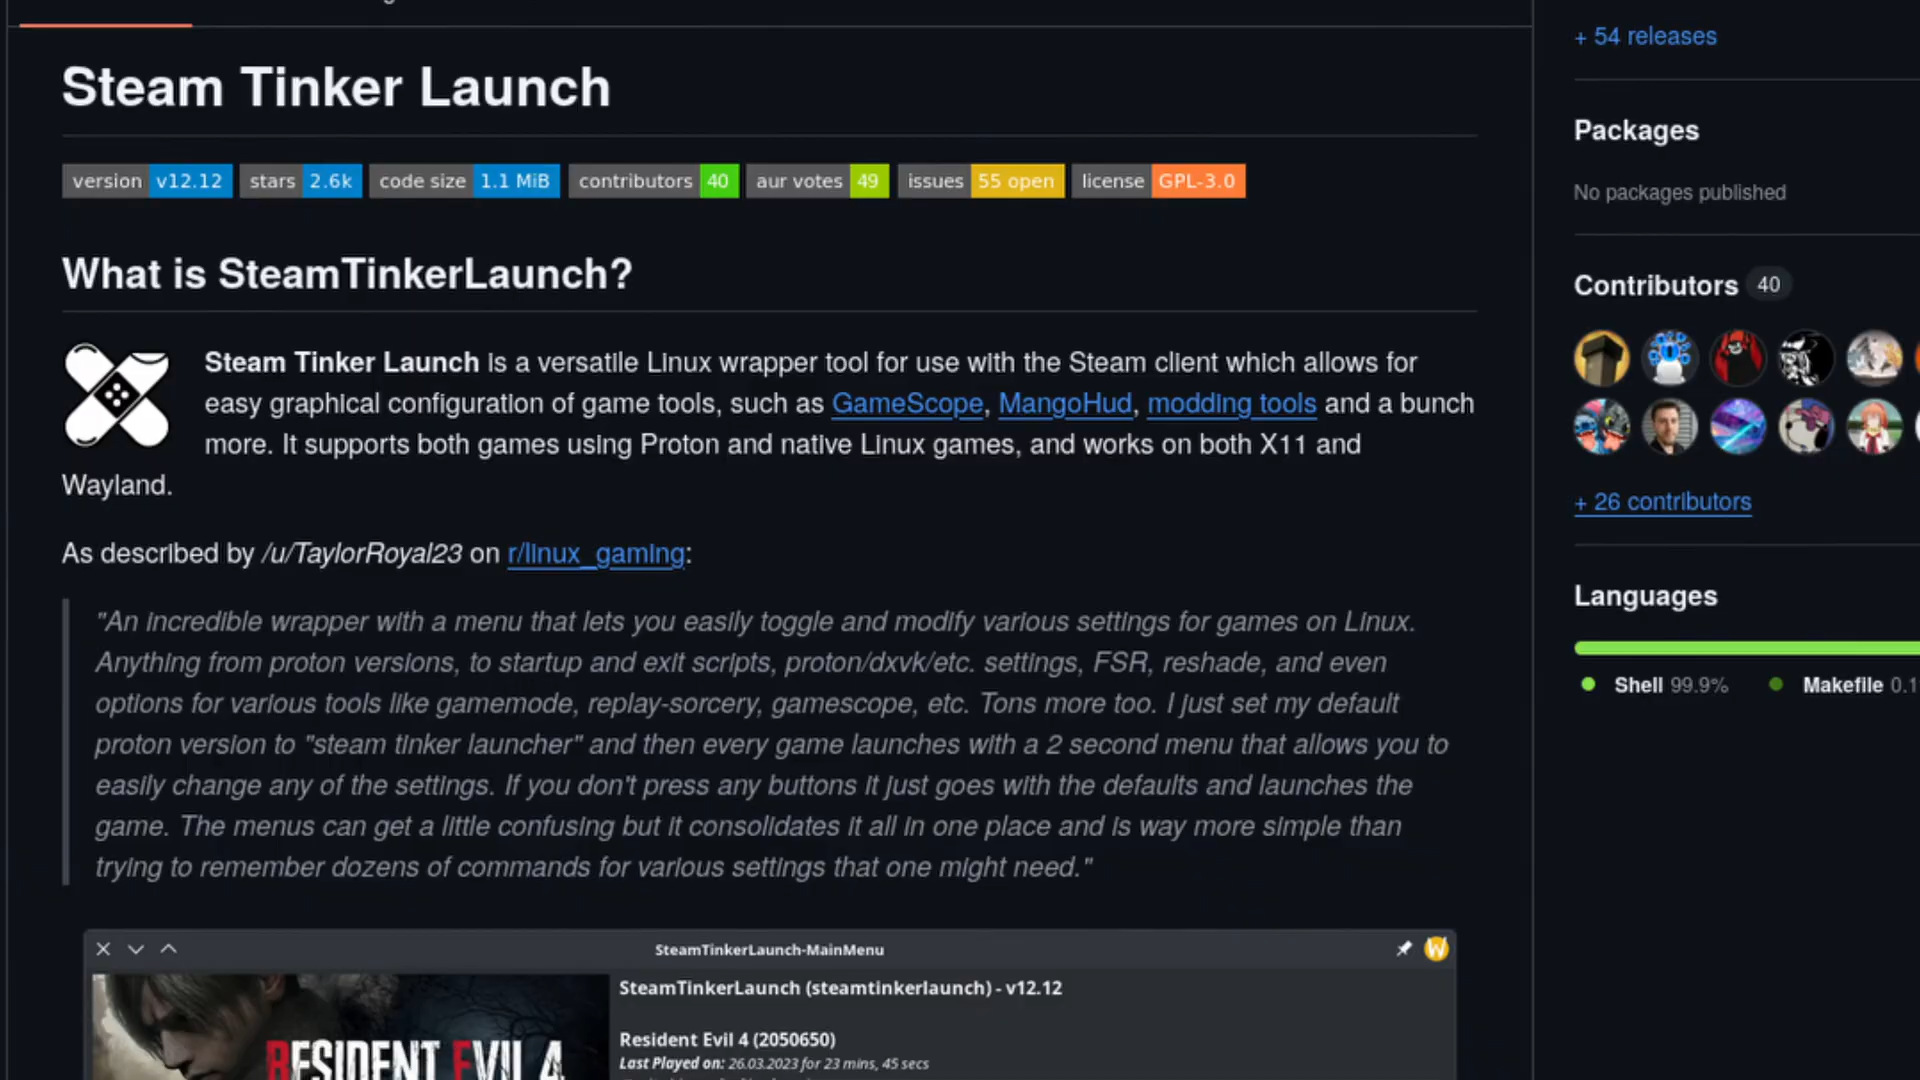 Steam Tinker Launch
version v12.12 stars 2.6k code size 1.1 MiB contributors 40 aur votes 49 issues 55 open license GPL-3.0
What is SteamTinkerLaunch?
Steam Tinker Launch is a versatile Linux wrapper tool for use with the Steam client which allows for
easy graphical configuration of game tools, such as GameScope, MangoHud, modding tools and a bunch
more. It supports both games using Proton and native Linux games, and works on both X11 and
Wayland.
As described by /u/TaylorRoyal23 on r/linux_gaming:
"An incredible wrapper with a menu that lets you easily toggle and modify various settings for games on Linux.
Anything from proton versions, to startup and exit scripts, proton/dxvk/etc. settings, FSR, reshade, and even
options for various tools like gamemode, replay-sorcery, gamescope, etc. Tons more too. I just set my default
proton version to "steam tinker launcher" and then every game launches with a 2 second menu that allows you to
easily change any of the settings. If you don't press any buttons it just goes with the defaults and launches the
game. The menus can get a little confusing but it consolidates it all in one place and is way more simple than
trying to remember dozens of commands for various settings that one might need."
SteamTinkerLaunch-MainMenu
RESIDENT EVIL 4
SteamTinkerLaunch (steamtinkerlaunch) - v12.12
Resident Evil 4 (2050650)
Last Played on: 26.03.2023 for 23 mins, 45 secs
+ 54 releases
Packages
No packages published
Contributors 40
+ 26 contributors
Languages
Shell 99.9% Makefile 0.1